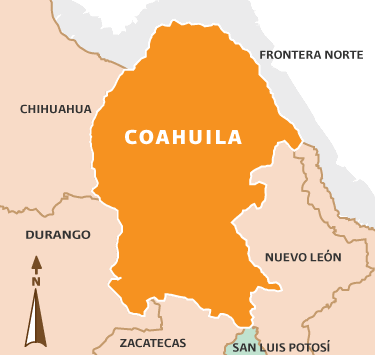 FRONTERA NORTE
CHIHUAHUA
COAHUILA
DURANGO
NUEVO LEÓN
N
ZACATECAS
SAN LUIS POTOSÍ